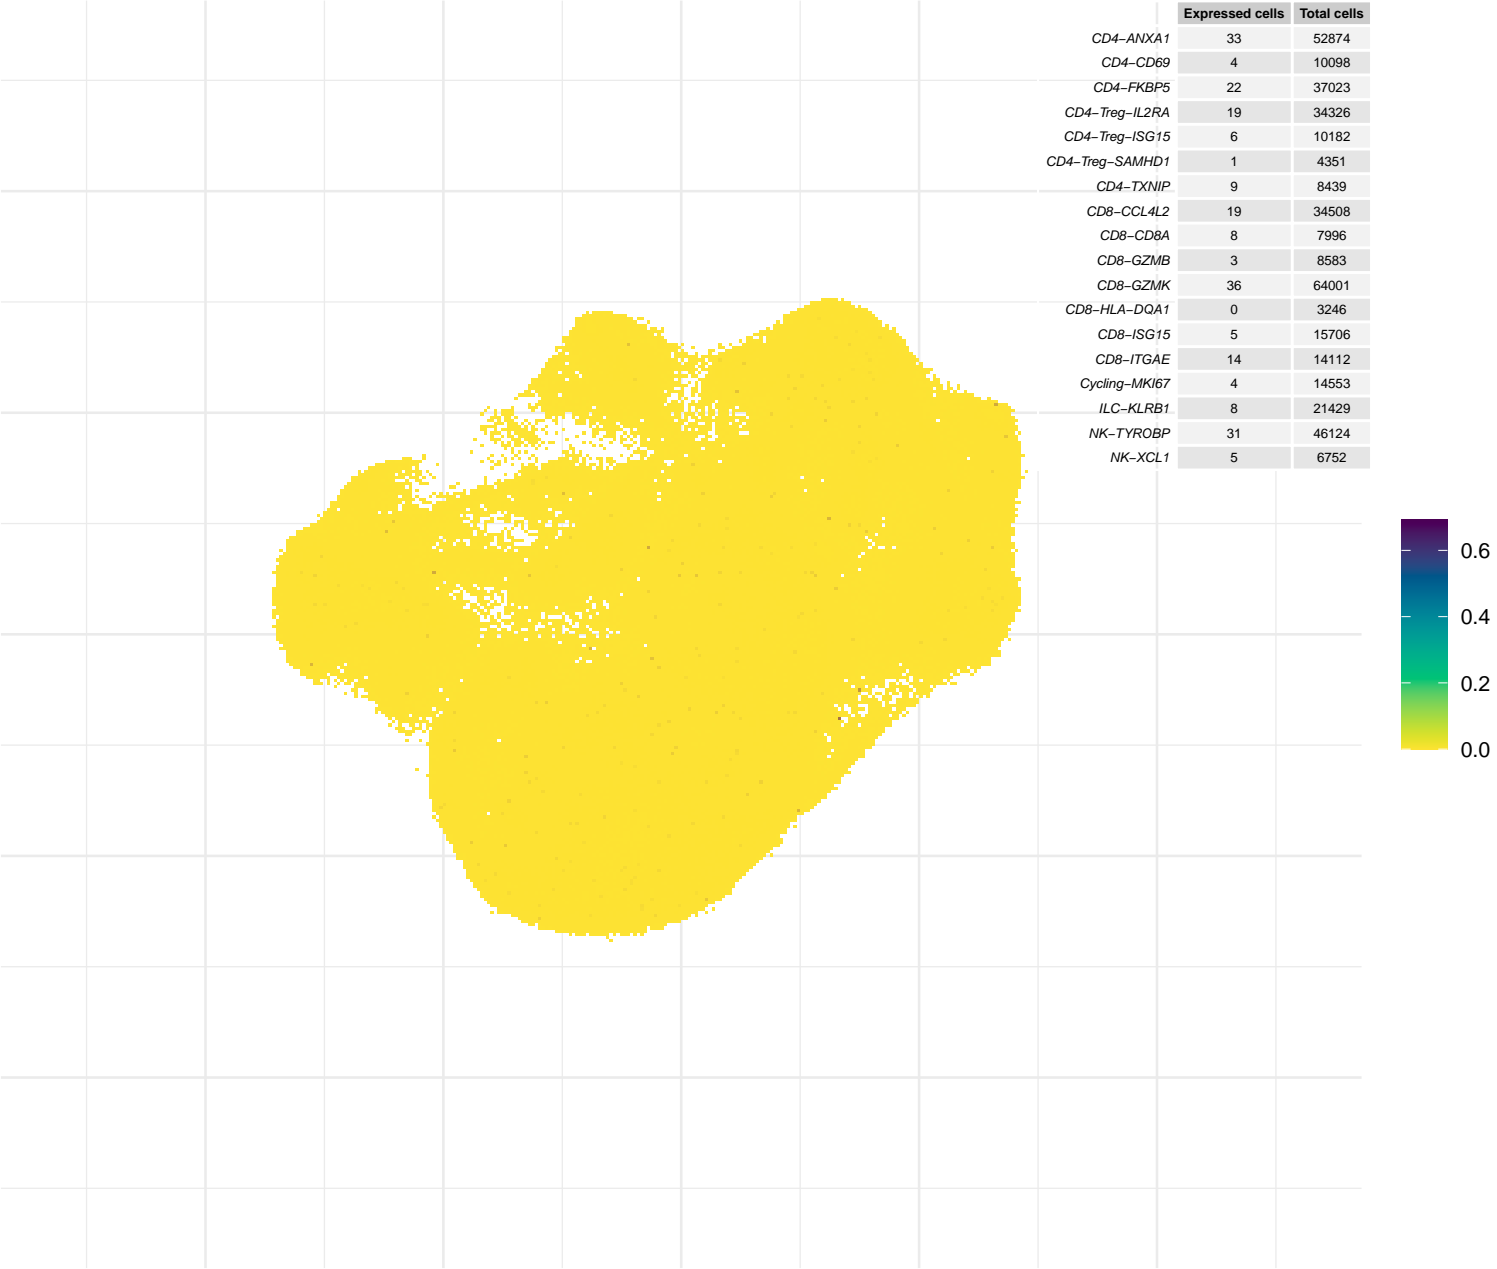 Expressed cells Total cells
CD4−ANXA1 33 52874
CD4−CD69 4 10098
CD4−FKBP5 22 37023
CD4−Treg−IL2RA 19 34326
CD4−Treg−ISG15 6 10182
CD4−Treg−SAMHD1 1 4351
CD4−TXNIP 9 8439
CD8−CCL4L2 19 34508
CD8−CD8A 8 7996
CD8−GZMB 3 8583
CD8−GZMK 36 64001
CD8−HLA−DQA1 0 3246
CD8−ISG15 5 15706
CD8−ITGAE 14 14112
Cycling−MKI67 4 14553
ILC−KLRB1 8 21429
NK−TYROBP 31 46124
NK−XCL1 5 6752
0.6
0.4
0.2
0.0